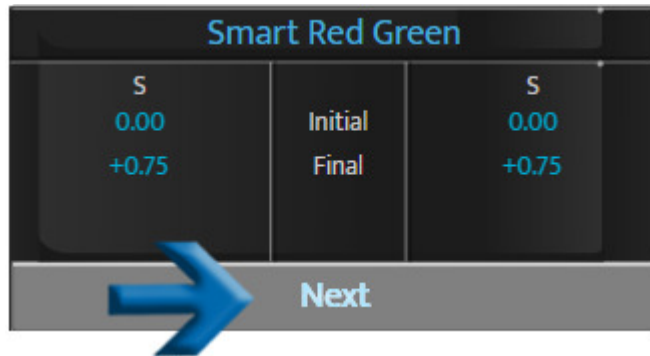 Smart Red Green
S S
0.00 Initial 0.00
+0.75 Final +0.75
Next